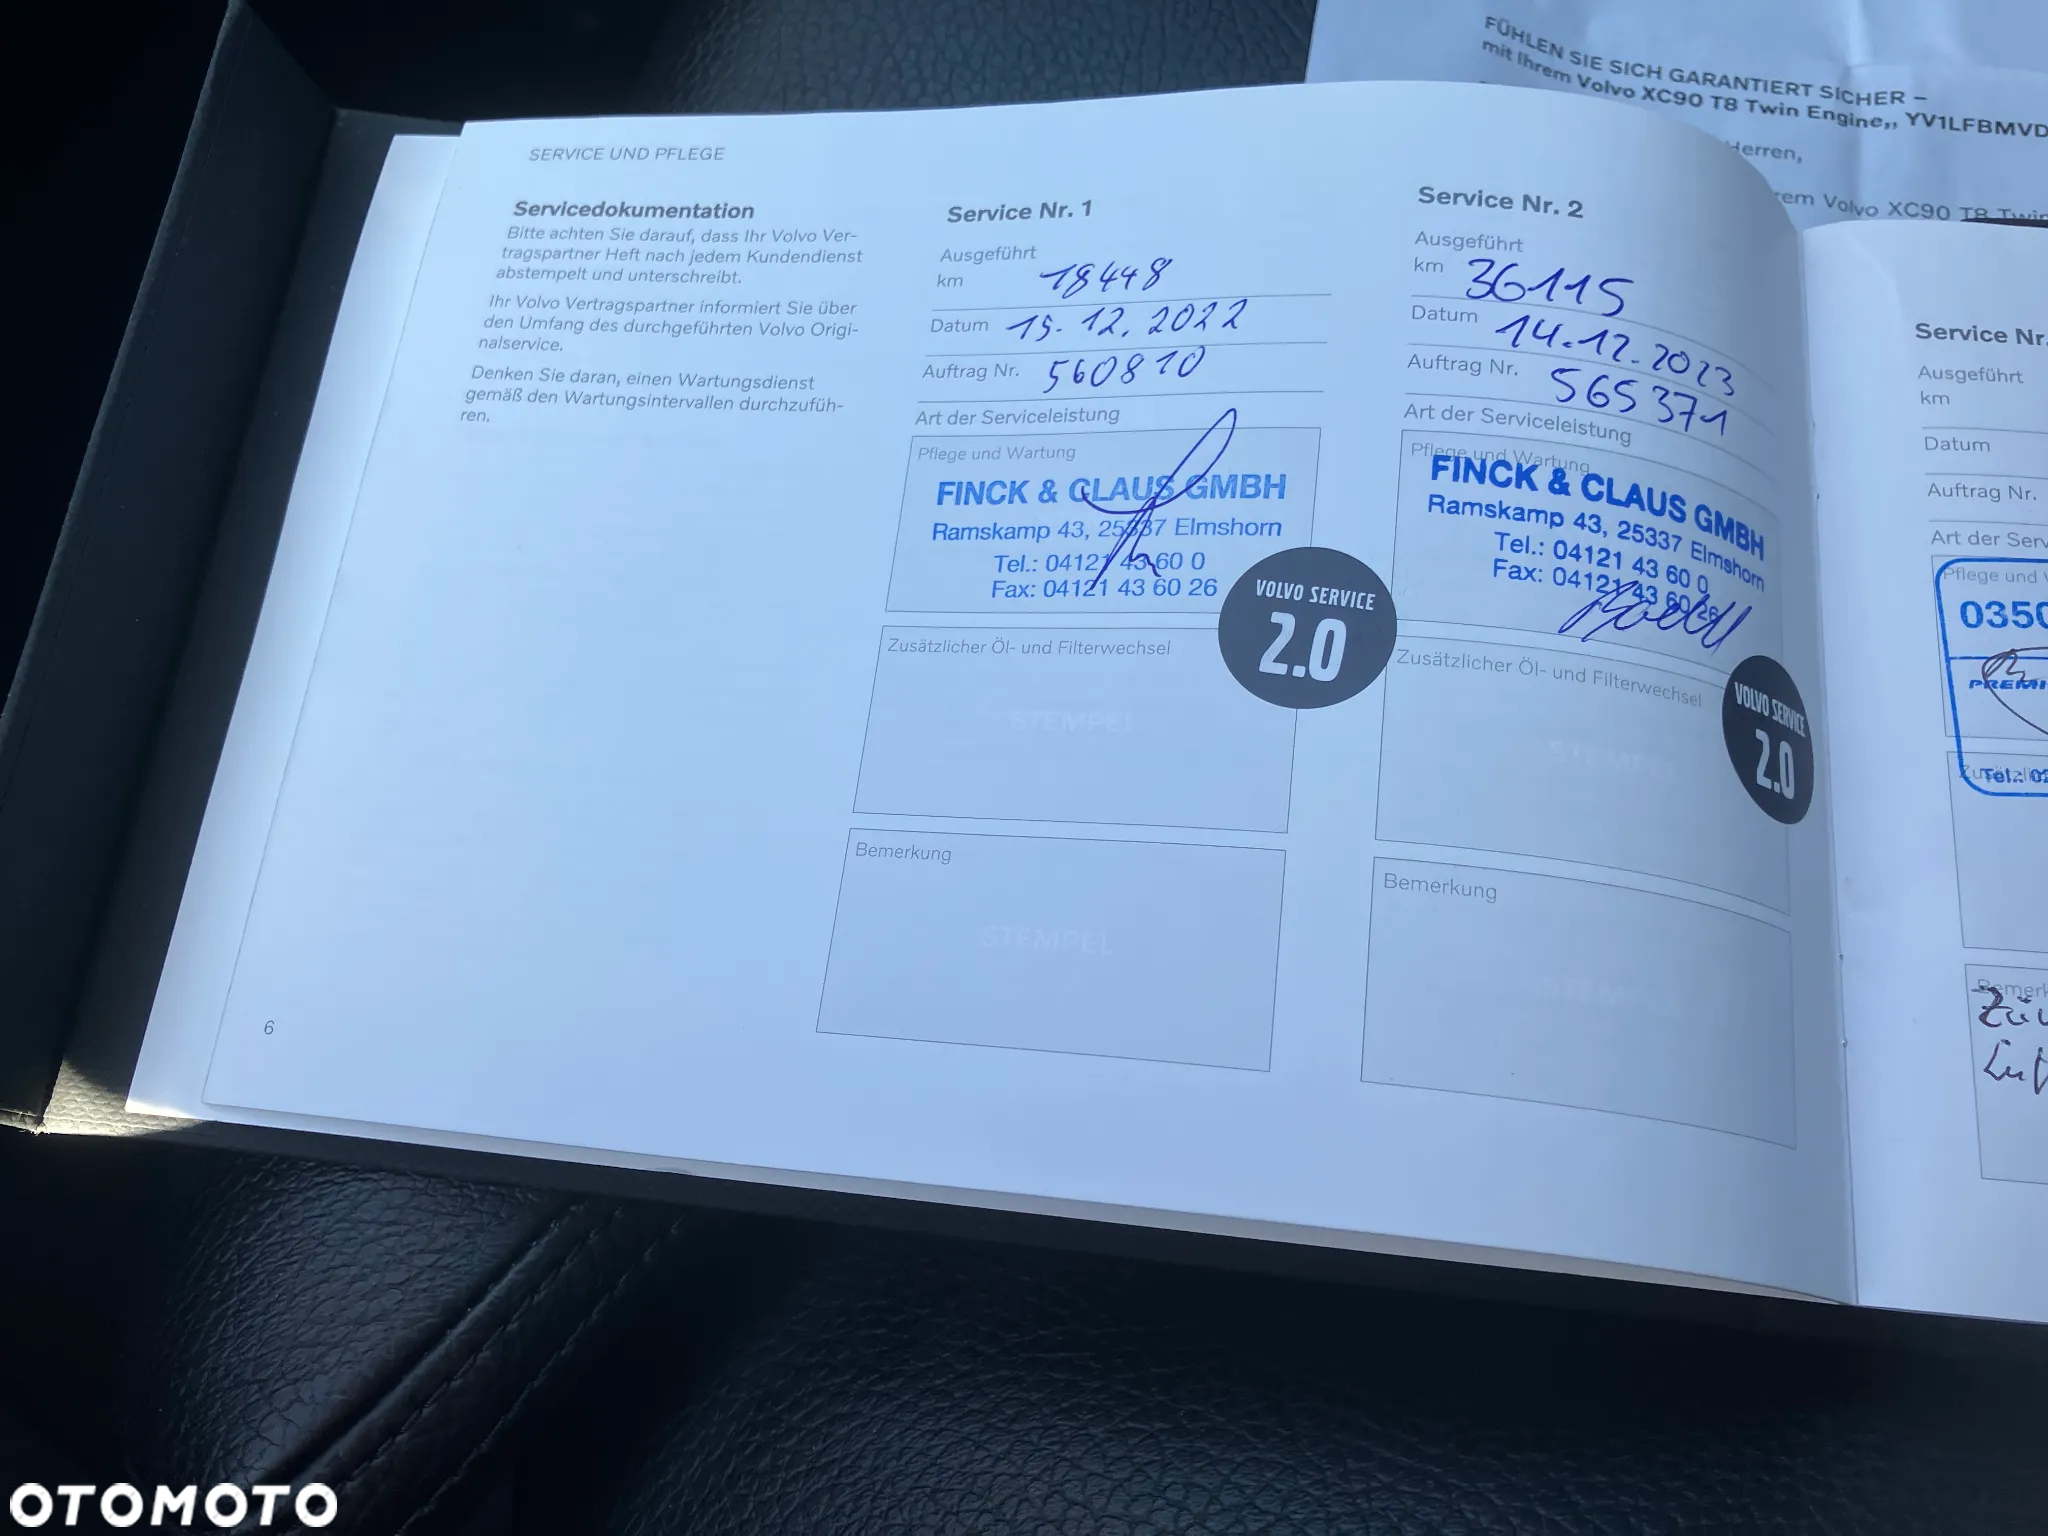 FÜHLEN SIE SICH GARANTIERT SICHER –
mit Ihrem Volvo XC90 T8 Twin Engine,, YV1LFBMVD
Herren,
rem Volvo XC90 T8 Twin
SERVICE UND PFLEGE
Servicedokumentation
Bitte achten Sie darauf, dass Ihr Volvo Ver-
tragspartner Heft nach jedem Kundendienst
abstempelt und unterschreibt.
Ihr Volvo Vertragspartner informiert Sie über
den Umfang des durchgeführten Volvo Origi-
nalservice.
Denken Sie daran, einen Wartungsdienst
gemäß den Wartungsintervallen durchzufüh-
ren.
6
Service Nr. 1
Ausgeführt
km 18448
Datum 15.12.2022
Auftrag Nr. 560810
Art der Serviceleistung
Pflege und Wartung
FINCK & CLAUS GMBH
Ramskamp 43, 25337 Elmshorn
Tel.: 04121 43 60 0
Fax: 04121 43 60 26
VOLVO SERVICE
2.0
Zusätzlicher Öl- und Filterwechsel
STEMPEL
Bemerkung
STEMPEL
Service Nr. 2
Ausgeführt
km 36115
Datum 14.12.2023
Auftrag Nr. 565371
Art der Serviceleistung
Pflege und Wartung
FINCK & CLAUS GMBH
Ramskamp 43, 25337 Elmshorn
Tel.: 04121 43 60 0
Fax: 04121 43 60 26
VOLVO SERVICE
2.0
Zusätzlicher Öl- und Filterwechsel
STEMPEL
Bemerkung
STEMPEL
Service Nr.
Ausgeführt
km
Datum
Auftrag Nr.
Art der Serv
Pflege und
0350
PREMI
Tel.: 02
Bemerk
OTOMOTO